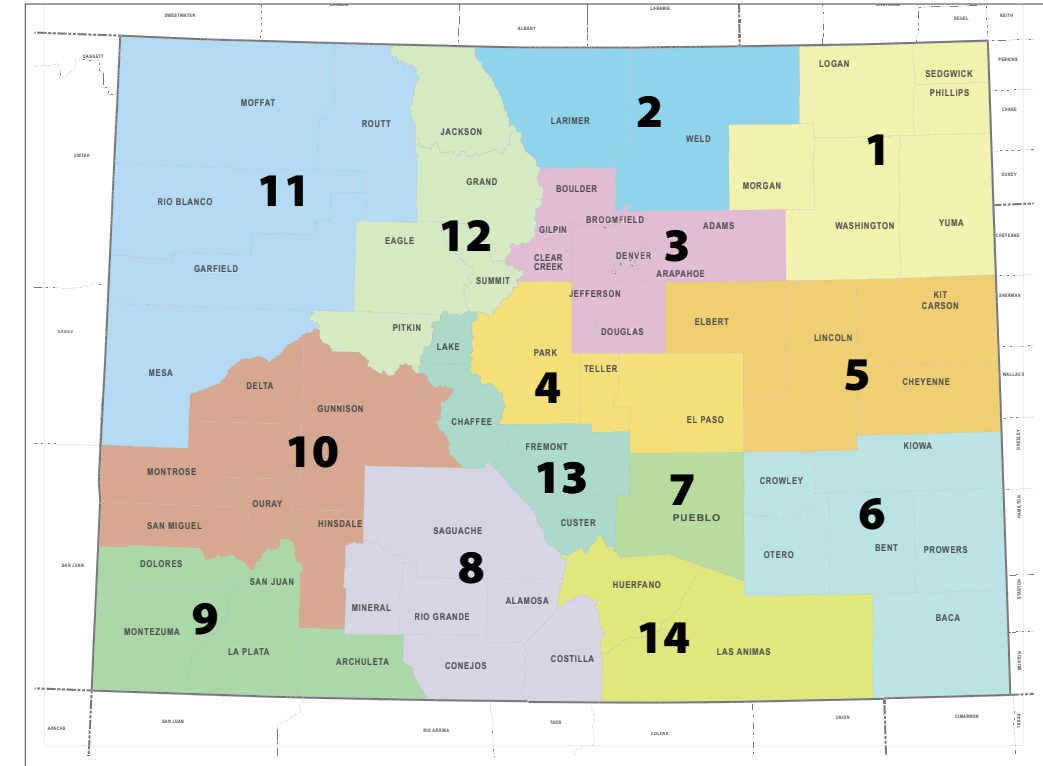 SWEETWATER
LARAMIE
ALBANY
DEUEL
KEITH
DAGGETT
PERKINS
CHASE
UINTAH
DUNDY
CHEYENNE
SHERMAN
WALLACE
GREELEY
HAMILTON
STANTON
MORTON
TEXAS
SAN JUAN
APACHE
SAN JUAN
RIO ARRIBA
TAOS
COLFAX
UNION
CIMARRON
MOFFAT
ROUTT
JACKSON
LARIMER
2
WELD
LOGAN
SEDGWICK
PHILLIPS
1
MORGAN
WASHINGTON
YUMA
RIO BLANCO
11
GARFIELD
MESA
GRAND
12
EAGLE
SUMMIT
PITKIN
BOULDER
BROOMFIELD
GILPIN
ADAMS
3
CLEAR
CREEK
DENVER
ARAPAHOE
JEFFERSON
DOUGLAS
ELBERT
LINCOLN
KIT
CARSON
5
CHEYENNE
LAKE
PARK
TELLER
4
EL PASO
DELTA
GUNNISON
10
MONTROSE
OURAY
SAN MIGUEL
HINSDALE
CHAFFEE
FREMONT
13
CUSTER
7
PUEBLO
KIOWA
CROWLEY
6
OTERO
BENT
PROWERS
BACA
SAGUACHE
8
MINERAL
RIO GRANDE
ALAMOSA
CONEJOS
COSTILLA
DOLORES
SAN JUAN
9
MONTEZUMA
LA PLATA
ARCHULETA
HUERFANO
14
LAS ANIMAS